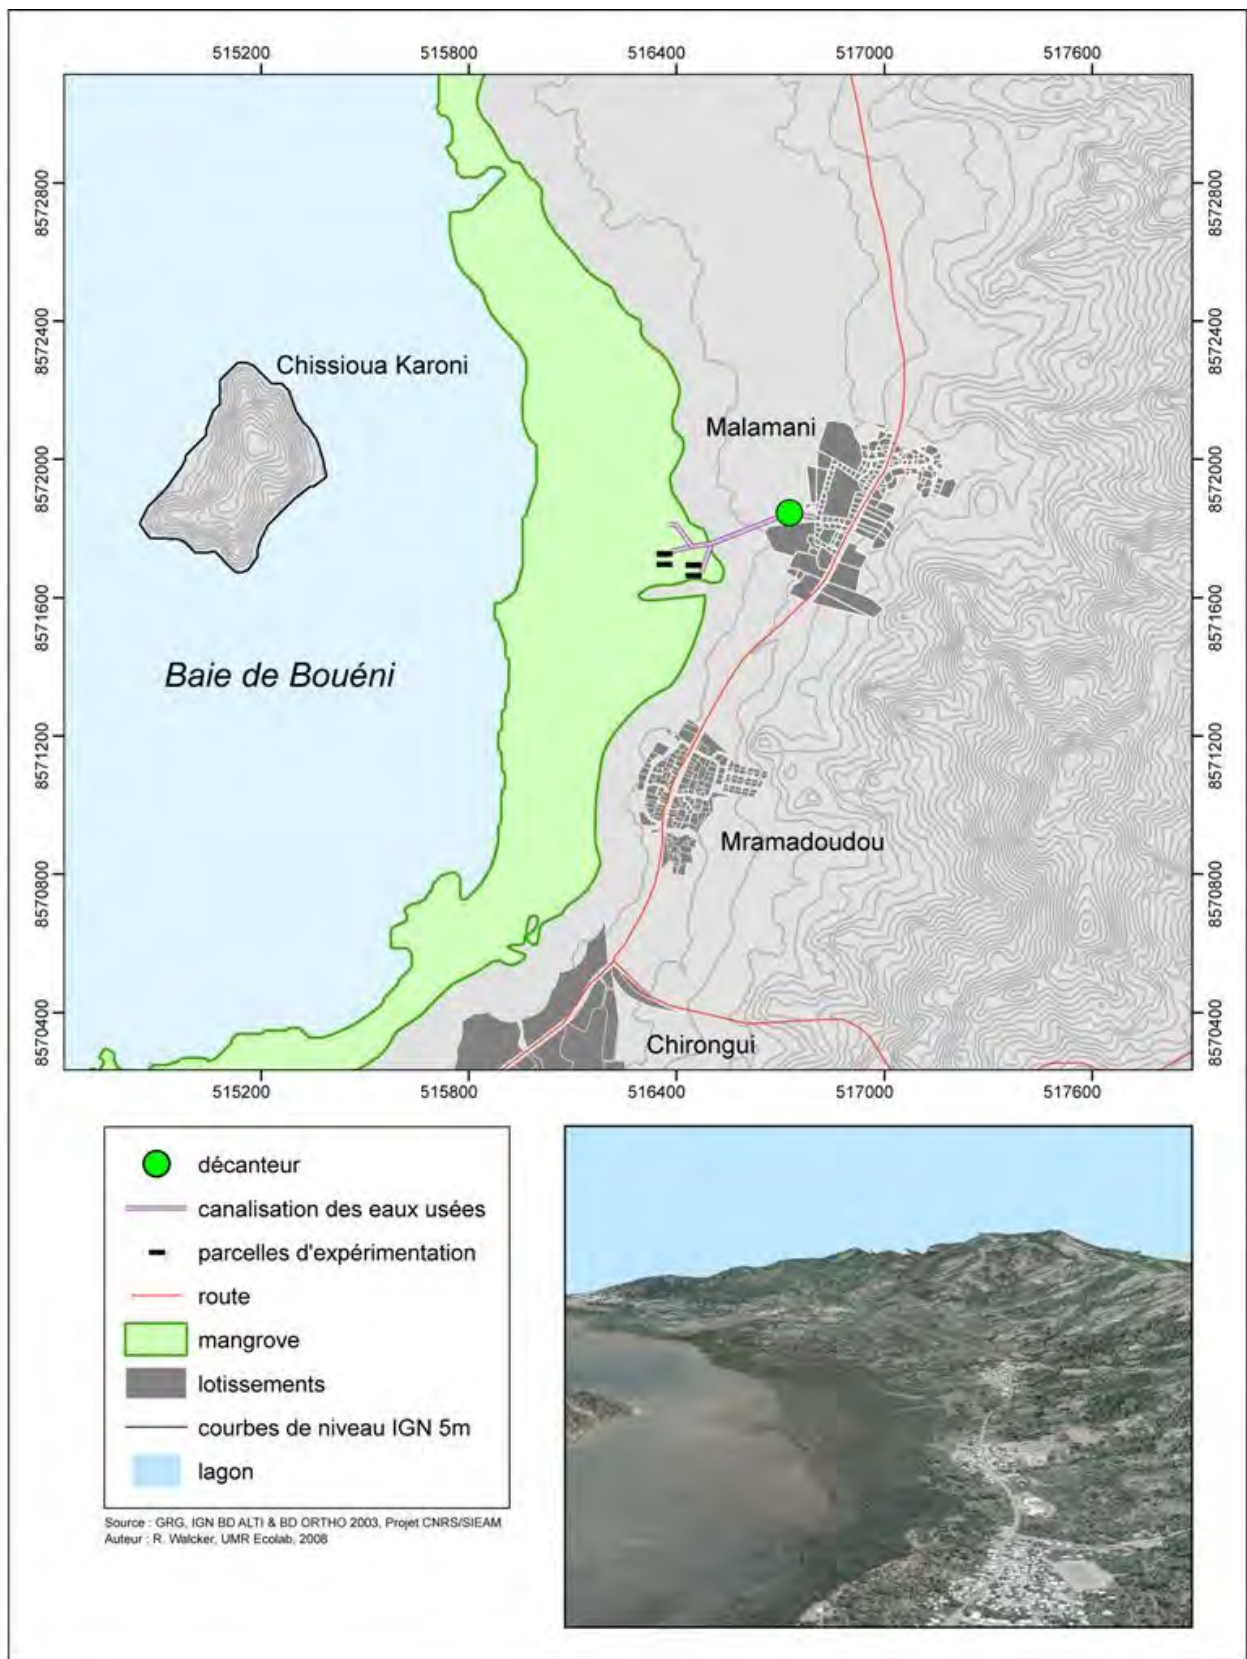 515200 515800 516400 517000 517600
8572800 8572800
8572400 8572400
Chissioua Karoni
Malamani
8572000 8572000
8571600 8571600
Baie de Bouéni
8571200 8571200
Mramadoudou
8570800 8570800
8570400 8570400
Chirongui
515200 515800 516400 517000 517600
décanteur
canalisation des eaux usées
parcelles d'expérimentation
route
mangrove
lotissements
courbes de niveau IGN 5m
lagon
Source : GRG, IGN BD ALTI & BD ORTHO 2003, Projet CNRS/SIEAM
Auteur : R. Walcker, UMR Ecolab, 2008